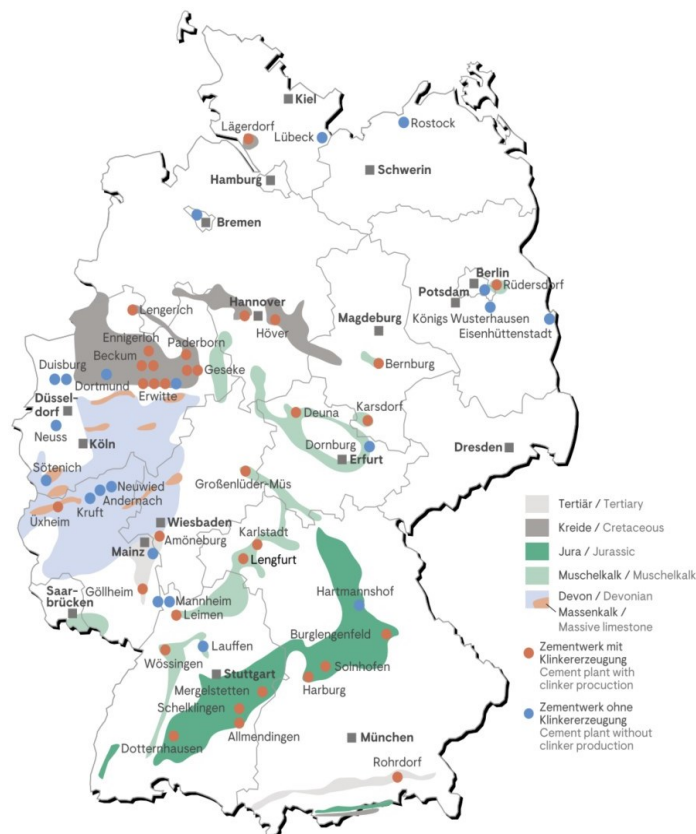 Kiel
Lägerdorf
Lübeck
Rostock
Hamburg
Schwerin
Bremen
Berlin
Rüdersdorf
Potsdam
Königs Wusterhausen
Eisenhüttenstadt
Lengerich
Hannover
Höver
Magdeburg
Bernburg
Ennigerloh
Paderborn
Beckum
Geseke
Duisburg
Dortmund
Erwitte
Düssel-
dorf
Neuss
Köln
Deuna
Karsdorf
Dornburg
Erfurt
Dresden
Sötenich
Neuwied
Andernach
Kruft
Üxheim
Großenlüder-Müs
Wiesbaden
Amöneburg
Mainz
Karlstadt
Lengfurt
Saar-
brücken
Göllheim
Mannheim
Leimen
Hartmannshof
Burglengenfeld
Lauffen
Wössingen
Stuttgart
Solnhofen
Harburg
Mergelstetten
Schelklingen
Allmendingen
Dotternhausen
München
Rohrdorf
Tertiär / Tertiary
Kreide / Cretaceous
Jura / Jurassic
Muschelkalk / Muschelkalk
Devon / Devonian
Massenkalk /
Massive limestone
Zementwerk mit
Klinkererzeugung
Cement plant with
clinker procuction
Zementwerk ohne
Klinkererzeugung
Cement plant without
clinker production